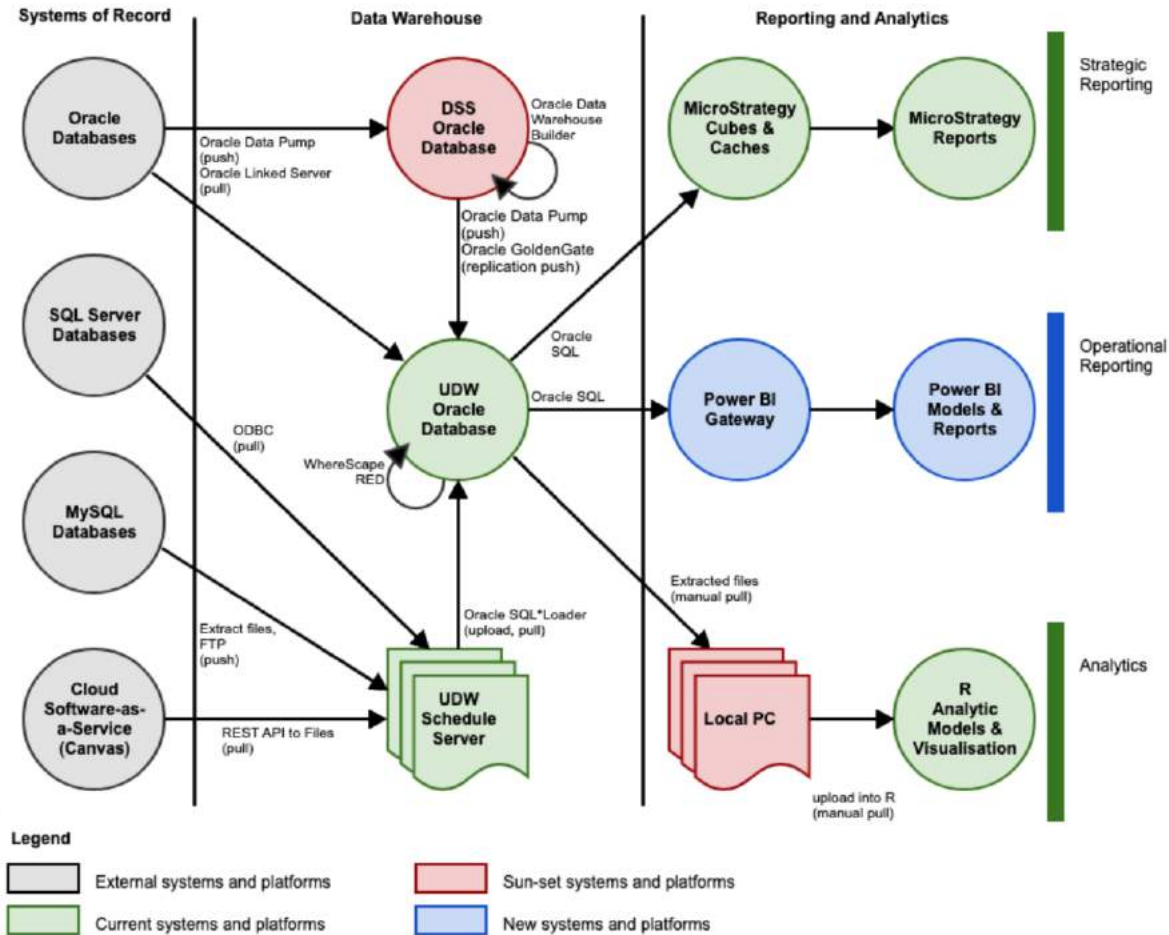 Systems of Record
Data Warehouse
Reporting and Analytics
Oracle
Databases
Oracle Data Pump
(push)
Oracle Linked Server
(pull)
DSS
Oracle
Database
Oracle Data
Warehouse
Builder
MicroStrategy
Cubes &
Caches
MicroStrategy
Reports
Strategic
Reporting
Oracle Data Pump
(push)
Oracle GoldenGate
(replication push)
SQL Server
Databases
ODBC
(pull)
UDW
Oracle
Database
WhereScape
RED
Oracle
SQL
Oracle SQL
Power BI
Gateway
Power BI
Models &
Reports
Operational
Reporting
MySQL
Databases
Extract files,
FTP
(push)
Oracle SQL*Loader
(upload, pull)
Extracted files
(manual pull)
Cloud
Software-as-
a-Service
(Canvas)
REST API to Files
(pull)
UDW
Schedule
Server
Local PC
upload into R
(manual pull)
R
Analytic
Models &
Visualisation
Analytics
Legend
External systems and platforms
Sun-set systems and platforms
Current systems and platforms
New systems and platforms